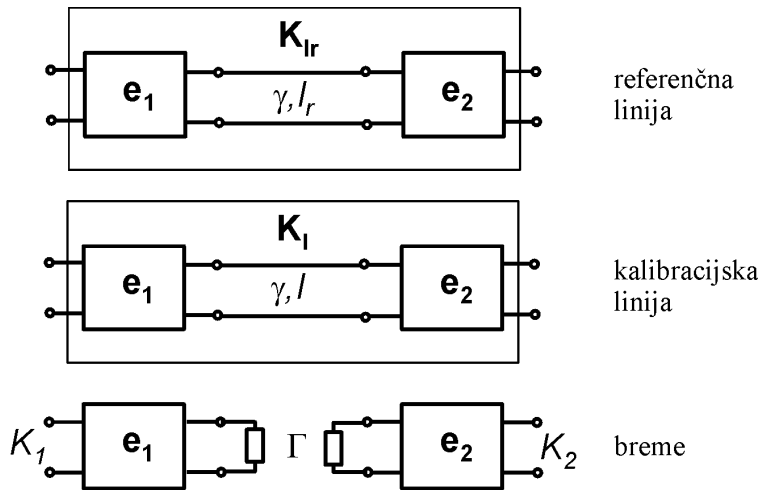 K_lr
e_1 γ, l_r e_2
referenčna
linija
K_l
e_1 γ, l e_2
kalibracijska
linija
K_1 e_1 Γ e_2 K_2
breme